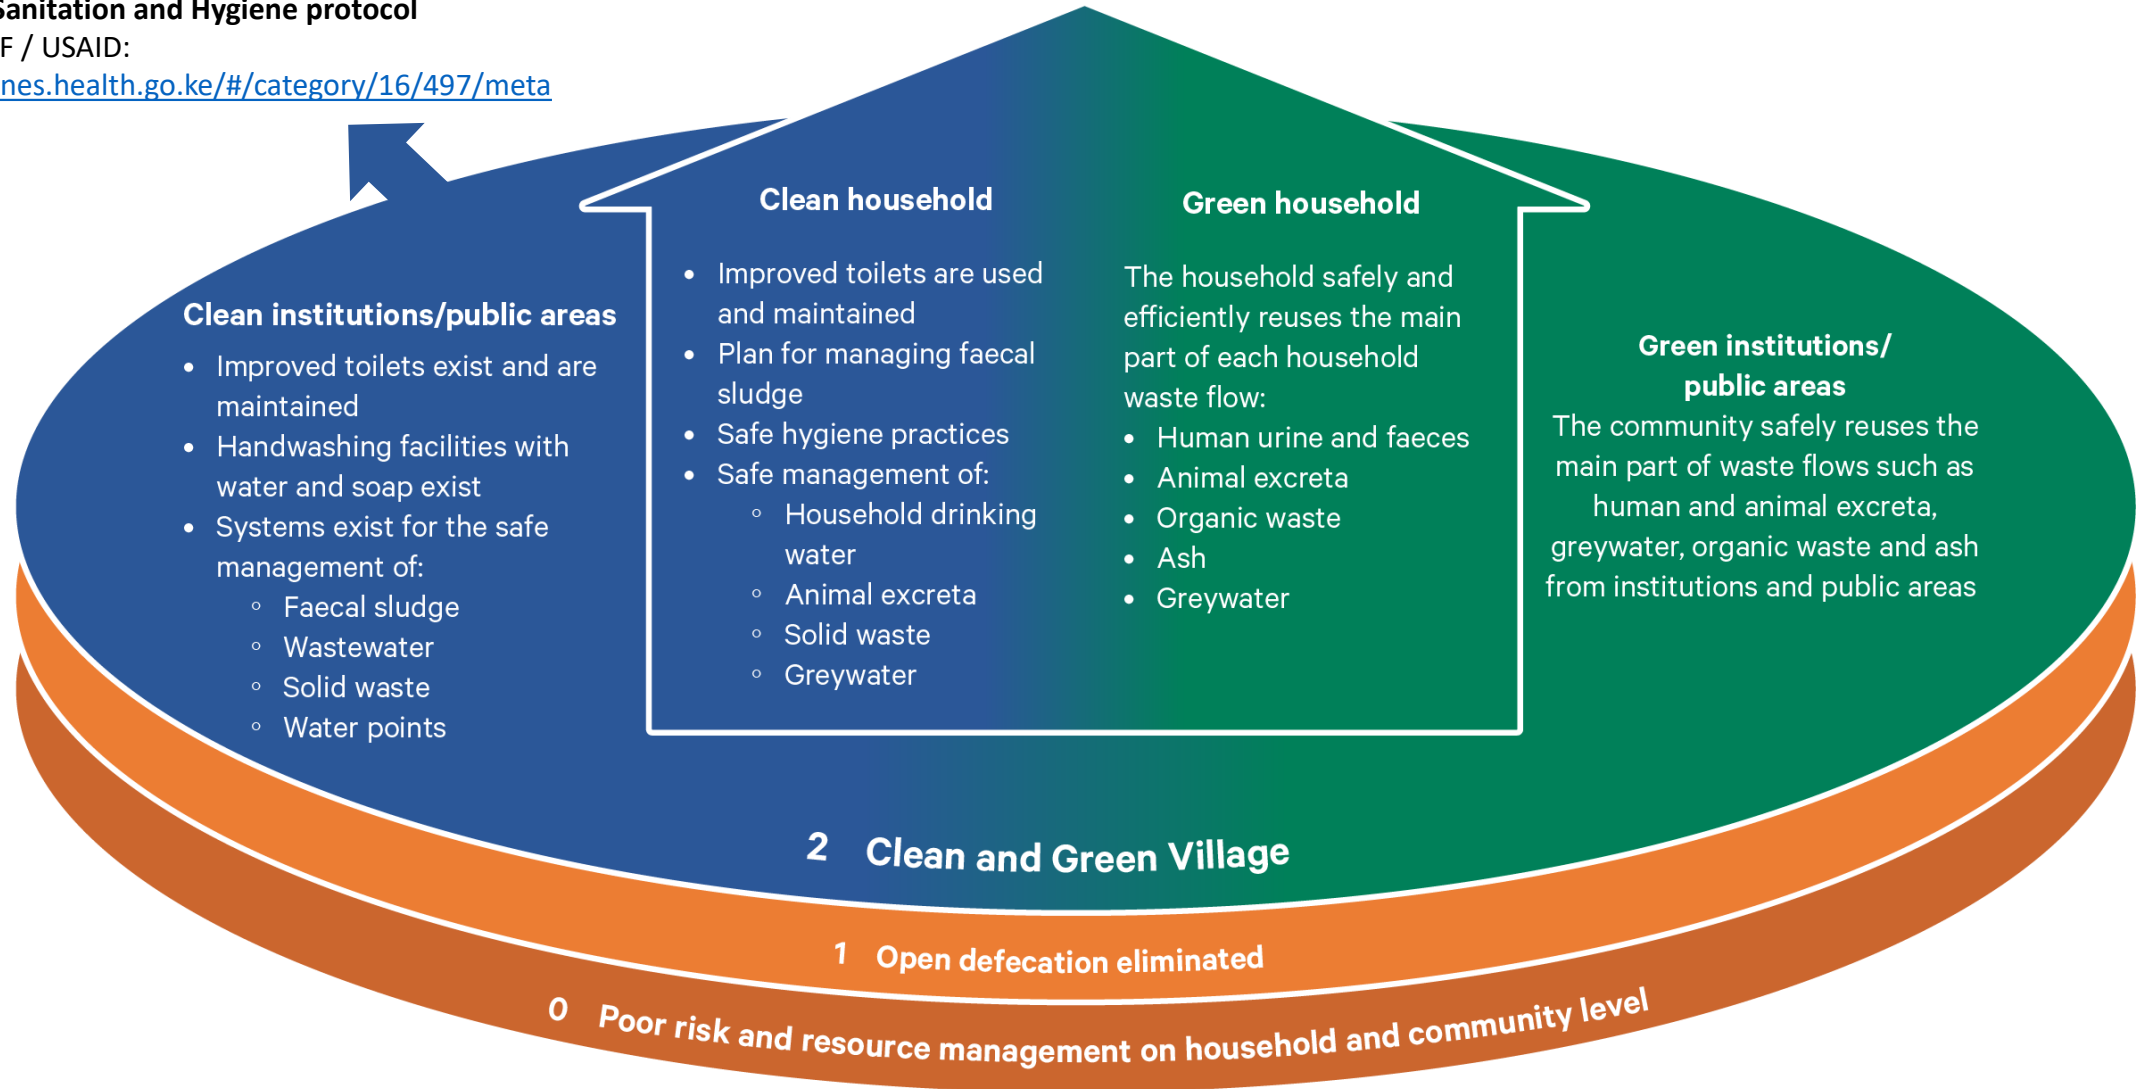 Sanitation and Hygiene protocol
F / USAID:
nes.health.go.ke/#/category/16/497/meta
Clean institutions/public areas
• Improved toilets exist and are
maintained
• Handwashing facilities with
water and soap exist
• Systems exist for the safe
management of:
◦ Faecal sludge
◦ Wastewater
◦ Solid waste
◦ Water points
Clean household
• Improved toilets are used
and maintained
• Plan for managing faecal
sludge
• Safe hygiene practices
• Safe management of:
◦ Household drinking
water
◦ Animal excreta
◦ Solid waste
◦ Greywater
Green household
The household safely and
efficiently reuses the main
part of each household
waste flow:
• Human urine and faeces
• Animal excreta
• Organic waste
• Ash
• Greywater
Green institutions/
public areas
The community safely reuses the
main part of waste flows such as
human and animal excreta,
greywater, organic waste and ash
from institutions and public areas
2 Clean and Green Village
1 Open defecation eliminated
0 Poor risk and resource management on household and community level